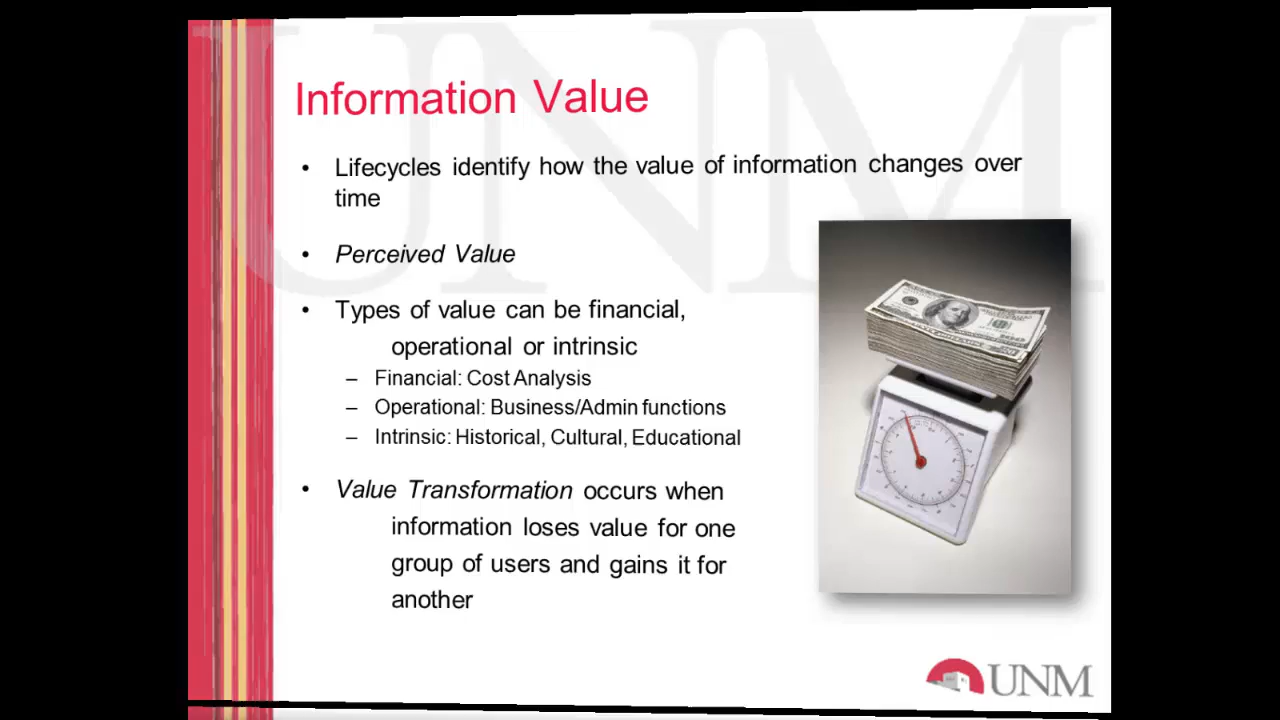 Information Value
• Lifecycles identify how the value of information changes over
time
• Perceived Value
• Types of value can be financial,
operational or intrinsic
– Financial: Cost Analysis
– Operational: Business/Admin functions
– Intrinsic: Historical, Cultural, Educational
• Value Transformation occurs when
information loses value for one
group of users and gains it for
another
UNM
UNM